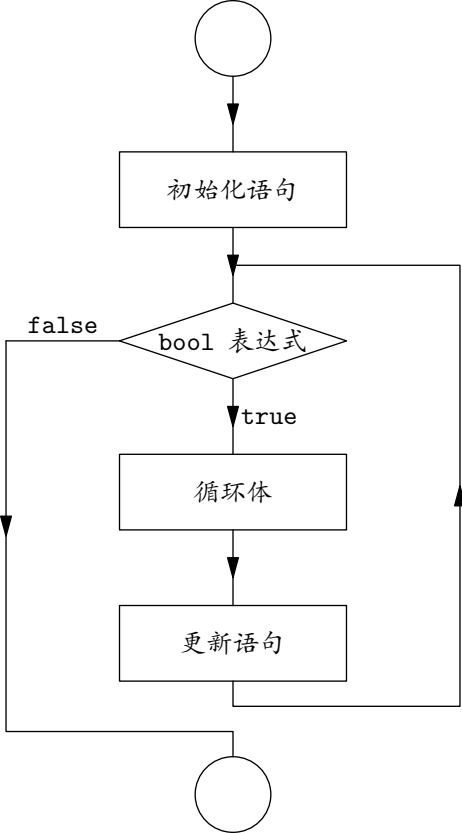 初始化语句
false
bool 表达式
true
循环体
更新语句